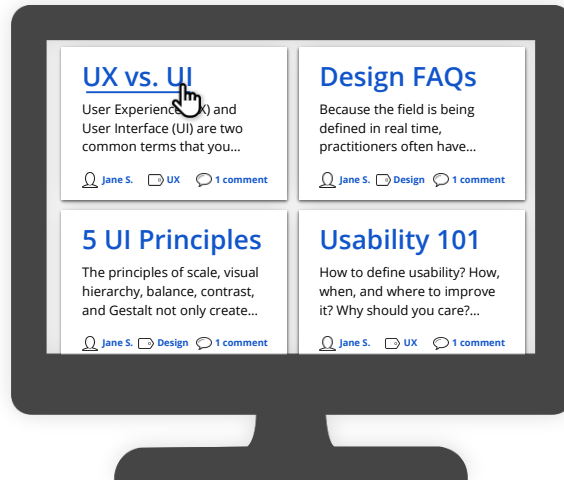 UX vs. UI
User Experience X) and
User Interface (UI) are two
common terms that you...
Jane S. UX 1 comment
Design FAQs
Because the field is being
defined in real time,
practitioners often have...
Jane S. Design 1 comment
5 UI Principles
The principles of scale, visual
hierarchy, balance, contrast,
and Gestalt not only create...
Jane S. Design 1 comment
Usability 101
How to define usability? How,
when, and where to improve
it? Why should you care?...
Jane S. UX 1 comment